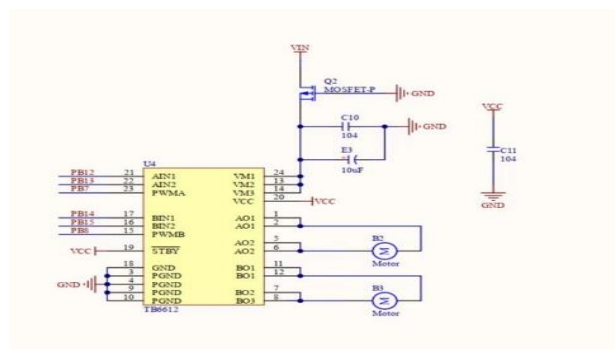 VIN
Q2
MOSFET-P
GND
C10
104
GND
VCC
C11
104
GND
E3
10uF
U4
PB12 21 AIN1 VM1 24
PB13 22 AIN2 VM2 13
PB7 23 PWMA VM3 14
VCC 20 VCC
PB14 17 BIN1 AO1 1
PB15 16 BIN2 AO1 2
PB8 15 PWMB
AO2 5
VCC 19 STBY AO2 6
B2
M
Motor
18 GND BO1 11
3 PGND BO1 12
GND 4 PGND
9 PGND BO2 7
10 PGND BO3 8
B3
M
Motor
TB6612